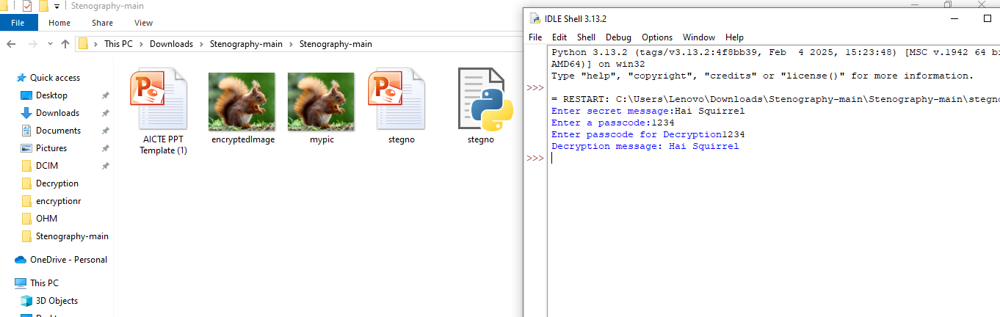 Stenography-main
File Home Share View
This PC > Downloads > Stenography-main > Stenography-main
Quick access
Desktop
Downloads
Documents
Pictures
DCIM
Decryption
encryptionr
OHM
Stenography-main
OneDrive - Personal
This PC
3D Objects
AICTE PPT
Template (1)
encryptedImage
mypic
stegno
stegno
IDLE Shell 3.13.2
File Edit Shell Debug Options Window Help
Python 3.13.2 (tags/v3.13.2:4f8bb39, Feb 4 2025, 15:23:48) [MSC v.1942 64 bi
AMD64)] on win32
Type "help", "copyright", "credits" or "license()" for more information.
>>>
= RESTART: C:\Users\Lenovo\Downloads\Stenography-main\Stenography-main\stegno
Enter secret message:Hai Squirrel
Enter a passcode:1234
Enter passcode for Decryption1234
Decryption message: Hai Squirrel
>>>